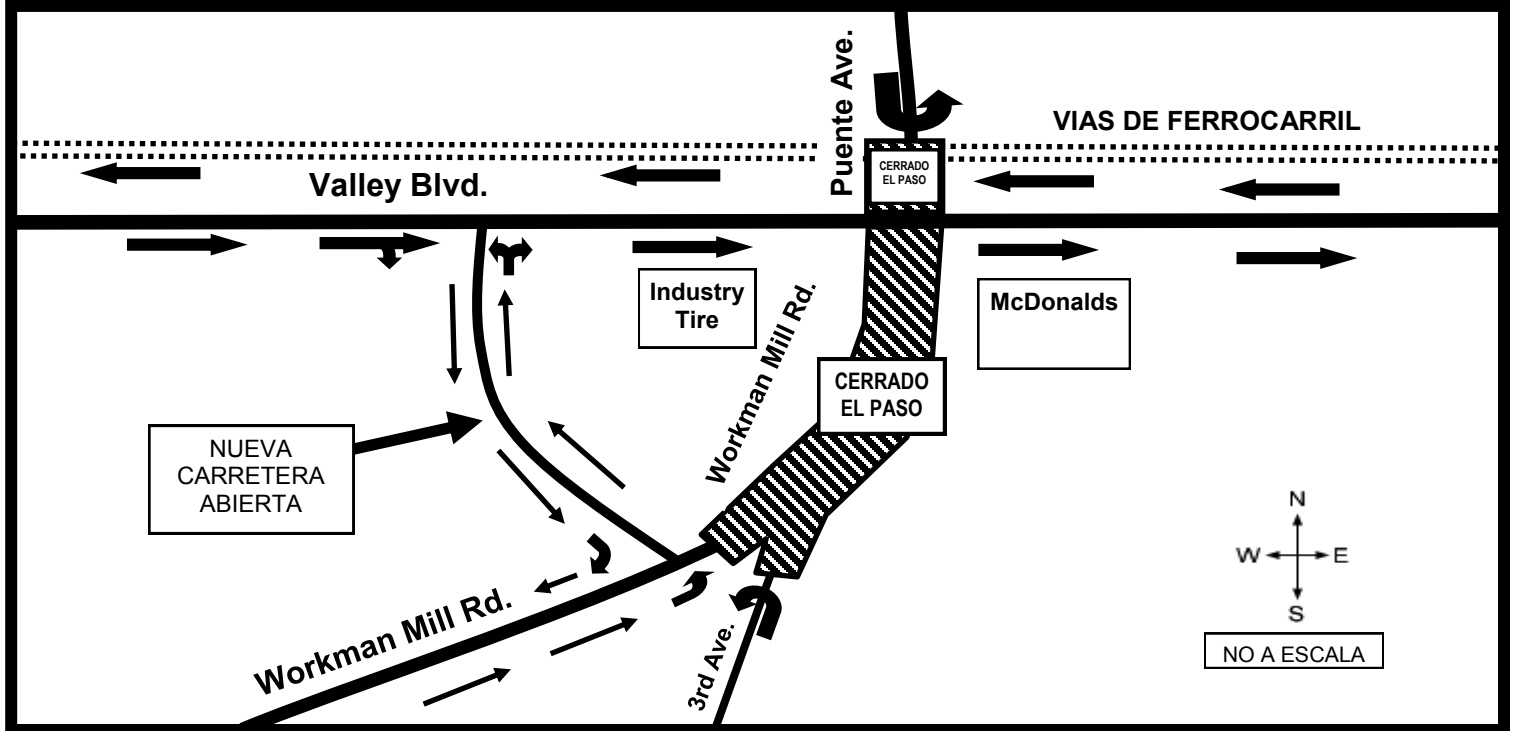 Puente Ave.
VIAS DE FERROCARRIL
CERRADO
EL PASO
Valley Blvd.
Industry
Tire
McDonalds
Workman Mill Rd.
CERRADO
EL PASO
NUEVA
CARRETERA
ABIERTA
N
W E
S
Workman Mill Rd.
3rd Ave.
NO A ESCALA